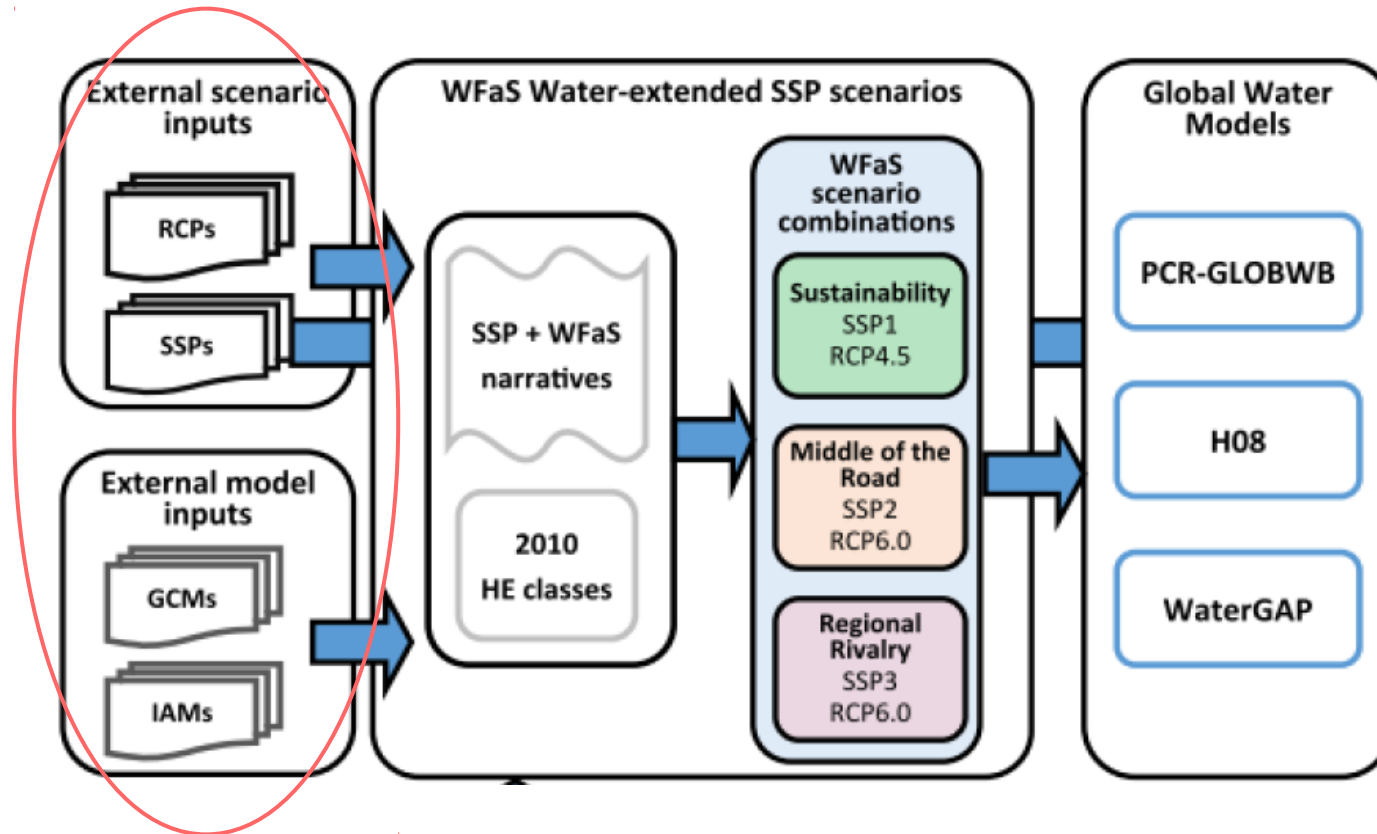 External scenario
inputs
RCPs
SSPs
External model
inputs
GCMs
IAMs
WFaS Water-extended SSP scenarios
SSP + WFaS
narratives
2010
HE classes
WFaS
scenario
combinations
Sustainability
SSP1
RCP4.5
Middle of the
Road
SSP2
RCP6.0
Regional
Rivalry
SSP3
RCP6.0
Global Water
Models
PCR-GLOBWB
H08
WaterGAP